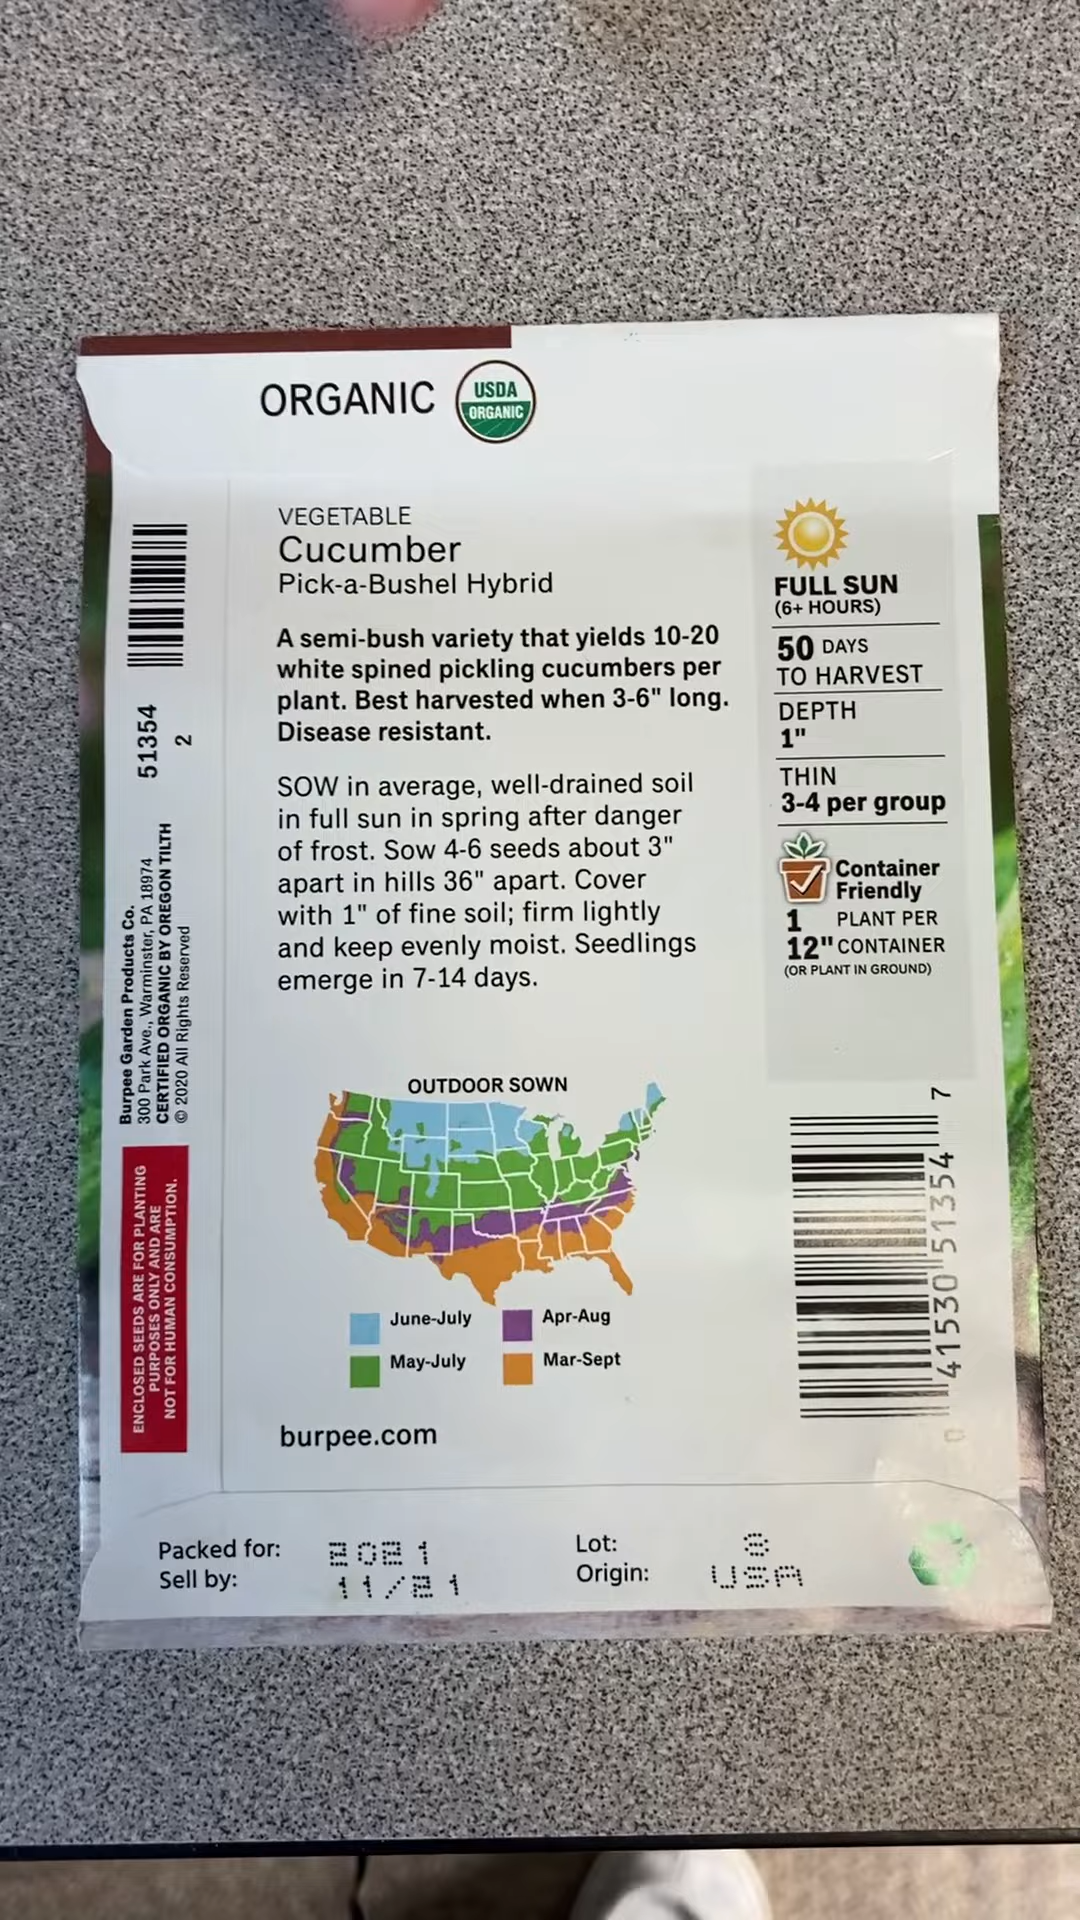 ORGANIC
USDA
ORGANIC
VEGETABLE
Cucumber
Pick-a-Bushel Hybrid
A semi-bush variety that yields 10-20
white spined pickling cucumbers per
plant. Best harvested when 3-6" long.
Disease resistant.
SOW in average, well-drained soil
in full sun in spring after danger
of frost. Sow 4-6 seeds about 3"
apart in hills 36" apart. Cover
with 1" of fine soil; firm lightly
and keep evenly moist. Seedlings
emerge in 7-14 days.
FULL SUN
(6+ HOURS)
50 DAYS
TO HARVEST
DEPTH
1"
THIN
3-4 per group
Container
Friendly
1 PLANT PER
12" CONTAINER
(OR PLANT IN GROUND)
OUTDOOR SOWN
June-July
Apr-Aug
May-July
Mar-Sept
burpee.com
51354
2
Burpee Garden Products Co.
300 Park Ave., Warminster, PA 18974
CERTIFIED ORGANIC BY OREGON TILTH
© 2020 All Rights Reserved
ENCLOSED SEEDS ARE FOR PLANTING
PURPOSES ONLY AND ARE
NOT FOR HUMAN CONSUMPTION.
0 41530 51354 7
Packed for: 2021
Sell by: 11/21
Lot: 8
Origin: USA